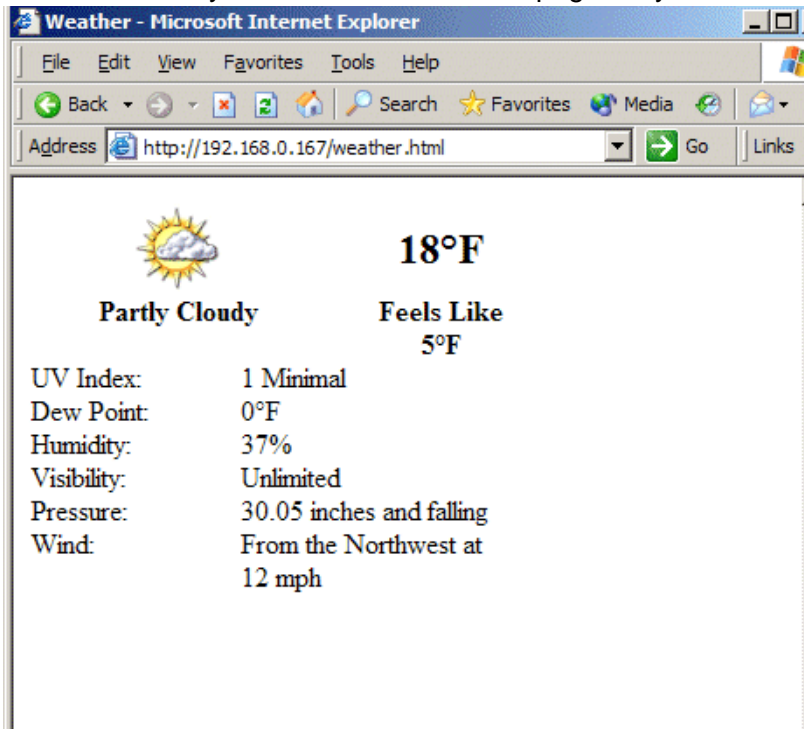 Weather - Microsoft Internet Explorer
File Edit View Favorites Tools Help
Back Search Favorites Media
Address http://192.168.0.167/weather.html Go Links
18°F
Partly Cloudy Feels Like
5°F
UV Index: 1 Minimal
Dew Point: 0°F
Humidity: 37%
Visibility: Unlimited
Pressure: 30.05 inches and falling
Wind: From the Northwest at
12 mph